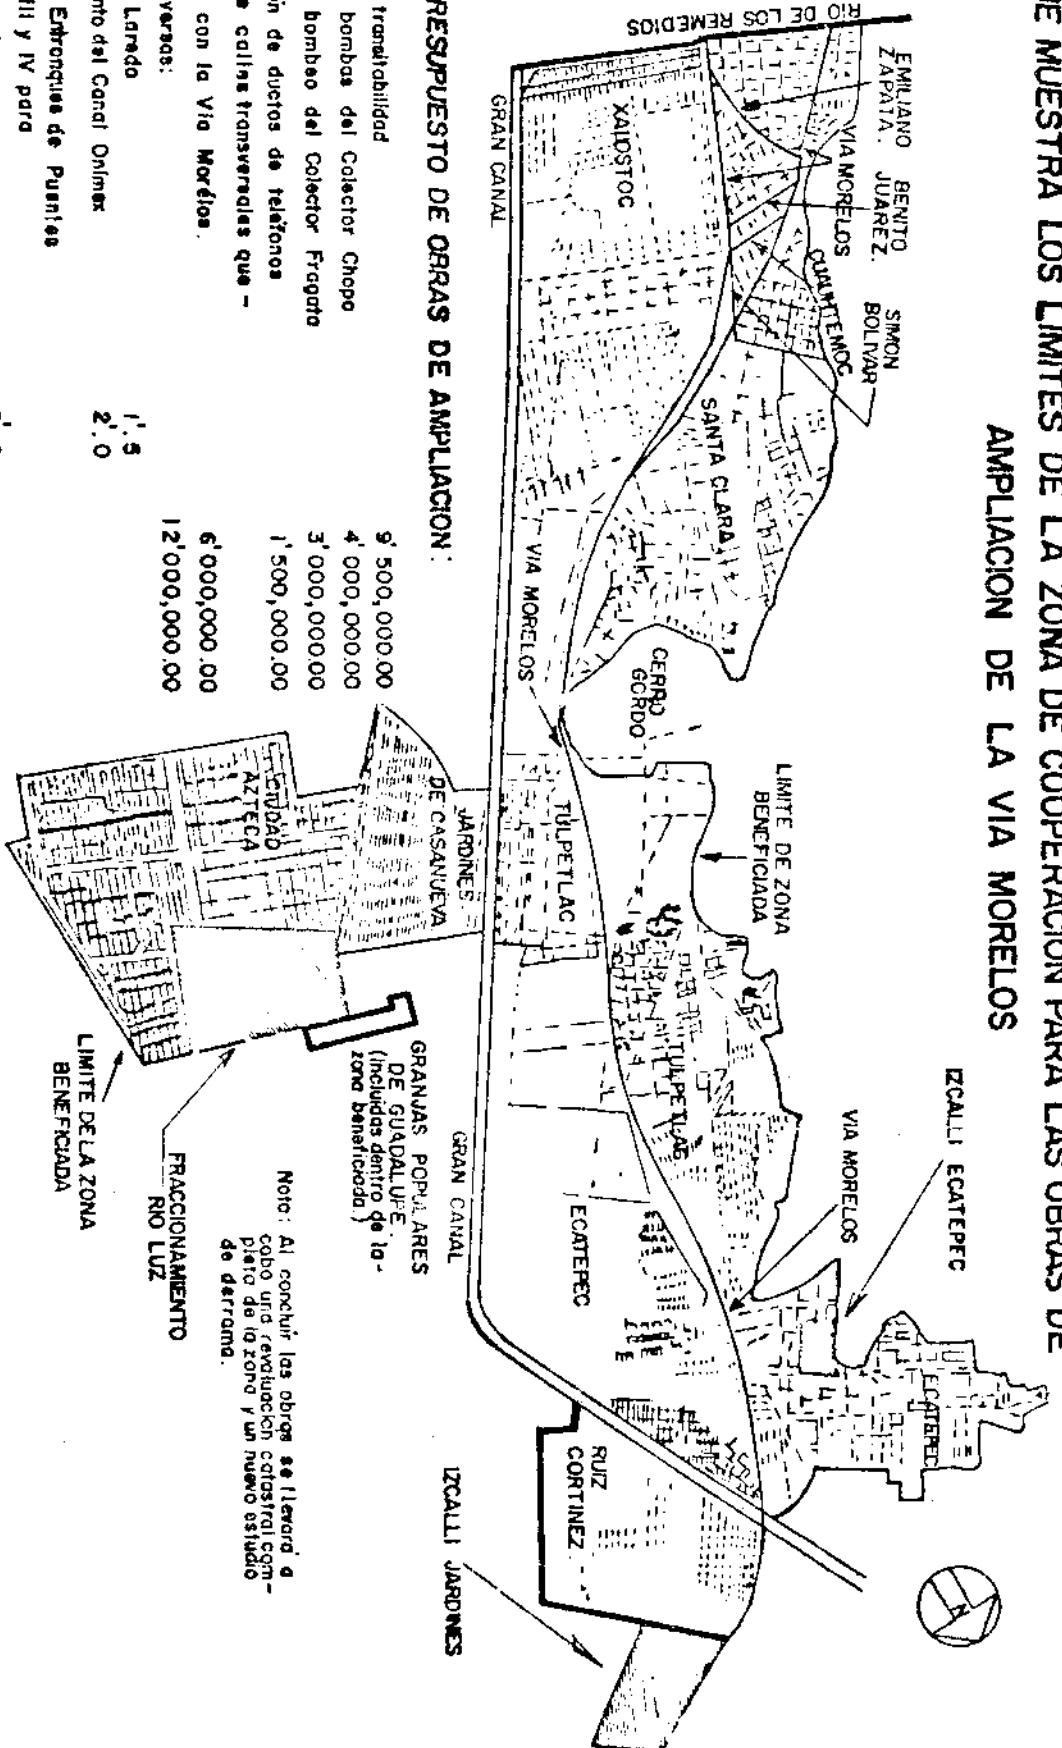 E MUESTRA LOS LIMITES DE LA ZONA DE COOPERACION PARA LAS OBRAS DE
AMPLIACION DE LA VIA MORELOS
RIO DE LOS REMEDIOS
EMILIANO
ZAPATA.
BENITO
JUAREZ.
SIMON
BOLIVAR
VIA MORELOS
CUAUHTEMOC
XALOSTOC
SANTA CLARA
GRAN CANAL
VIA MORELOS
CERRO
GORDO
LIMITE DE ZONA
BENEFICIADA
TULPETLAC
TULPETLAC
IZCALLI ECATEPEC
VIA MORELOS
ECATEPEC
ECATEPEC
GRAN CANAL
RUIZ
CORTINEZ
IZCALLI JARDINES
N
JARDINES
DE CASANUEVA
CIUDAD
AZTECA
GRANJAS POPULARES
DE GUADALUPE.
(incluidas dentro de la-
zona beneficiada.)
FRACCIONAMIENTO
RIO LUZ
LIMITE DE LA ZONA
BENEFICIADA
Nota: Al concluir las obras se llevará a
cabo una revaluación catastral com-
pleta de la zona y un nuevo estudio
de derrama.
RESUPUESTO DE OBRAS DE AMPLIACION:
transitabilidad 9'500,000.00
bombas del Colector Chopo 4'000,000.00
bombeo del Colector Fragata 3'000,000.00
n de ductos de telefonos 1'500,000.00
calles transversales que -
con la Vía Morélos. 6'000,000.00
versas: 12'000,000.00
Laredo 1'.5
nto del Canal Onimex 2'.0
Entronques de Puentes
III y IV para